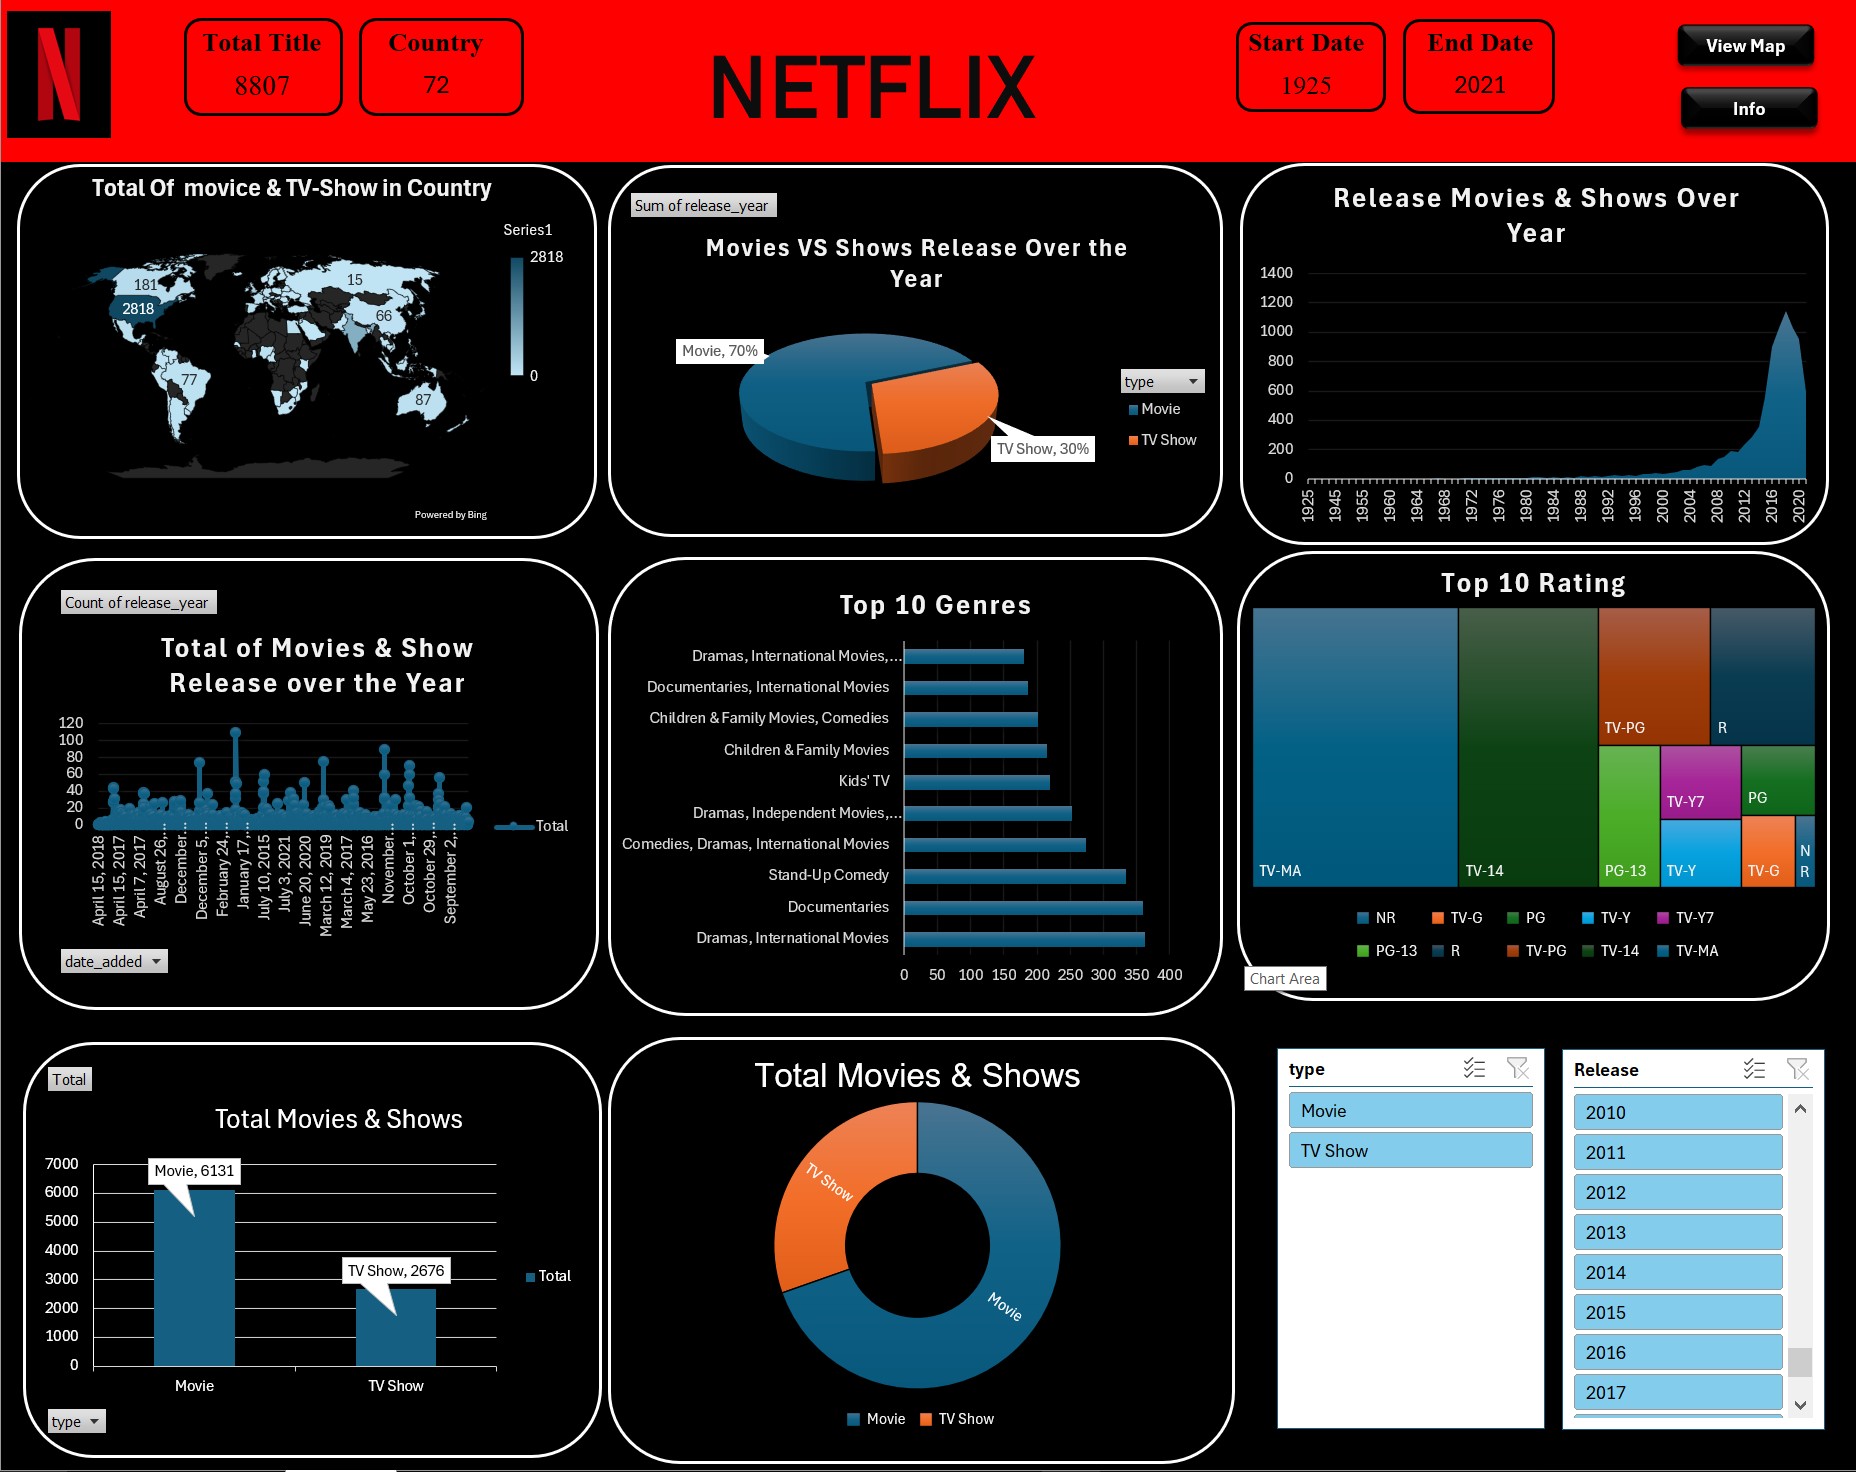 Total Title
8807
Country
72
NETFLIX
Start Date
1925
End Date
2021
View Map
Info
Total Of movice & TV-Show in Country
Series1
2818
0
181
2818
15
66
77
87
Powered by Bing
Sum of release_year
Movies VS Shows Release Over the
Year
Movie, 70%
TV Show, 30%
type
Movie
TV Show
Release Movies & Shows Over
Year
1400
1200
1000
800
600
400
200
0
1925
1945
1955
1960
1964
1968
1972
1976
1980
1984
1988
1992
1996
2000
2004
2008
2012
2016
2020
Count of release_year
Total of Movies & Show
Release over the Year
120
100
80
60
40
20
0
April 15, 2018
April 15, 2017
April 7, 2017
August 26,...
December...
December 5,...
February 24,...
January 17,...
July 10, 2015
July 3, 2021
June 20, 2020
March 12, 2019
March 4, 2017
May 23, 2016
November...
October 1,...
October 29,...
September 2,...
Total
date_added
Top 10 Genres
Dramas, International Movies,...
Documentaries, International Movies
Children & Family Movies, Comedies
Children & Family Movies
Kids' TV
Dramas, Independent Movies,...
Comedies, Dramas, International Movies
Stand-Up Comedy
Documentaries
Dramas, International Movies
0 50 100 150 200 250 300 350 400
Top 10 Rating
TV-MA
TV-14
TV-PG
R
PG-13
TV-Y7
PG
TV-Y
TV-G
N
R
NR TV-G PG TV-Y TV-Y7
PG-13 R TV-PG TV-14 TV-MA
Chart Area
Total
Total Movies & Shows
7000
6000
5000
4000
3000
2000
1000
0
Movie, 6131
TV Show, 2676
Total
Movie
TV Show
type
Total Movies & Shows
TV Show
Movie
Movie TV Show
type
Movie
TV Show
Release
2010
2011
2012
2013
2014
2015
2016
2017